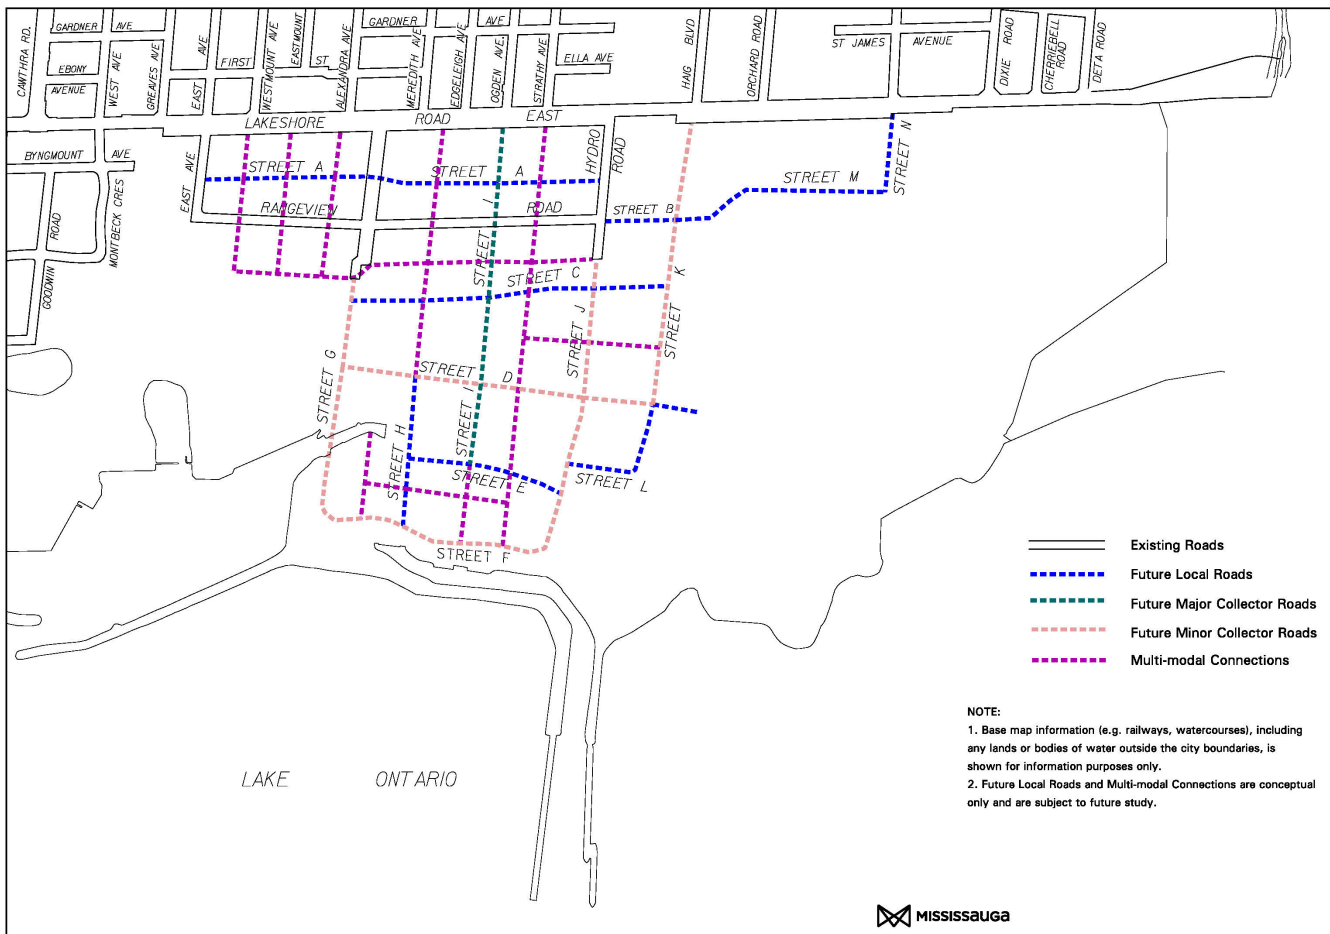 CAWTHRA RD.
GARDNER AVE
EBONY
AVENUE
WEST AVE
GREAVES AVE
EAST AVE
FIRST ST
WESTMOUNT AVE
EASTMOUNT
ALEXANDRA AVE
GARDNER AVE
MEREDITH AVE
EDGELEIGH AVE
OGDEN AVE
STRATHY AVE
ELLA AVE
HAIG BLVD
ORCHARD ROAD
ST JAMES AVENUE
DIXIE ROAD
CHERRIEBELL
ROAD
DETA ROAD
LAKESHORE ROAD EAST
BYNGMOUNT AVE
MONTBECK CRES
GOODWIN ROAD
EAST AVE
STREET A
STREET A
HYDRO ROAD
RANGEVIEW ROAD
STREET B
STREET M
STREET N
STREET I
STREET C
STREET K
STREET J
STREET G
STREET D
STREET I
STREET H
STREET E
STREET L
STREET F
LAKE ONTARIO
Existing Roads
Future Local Roads
Future Major Collector Roads
Future Minor Collector Roads
Multi-modal Connections
NOTE:
1. Base map information (e.g. railways, watercourses), including
any lands or bodies of water outside the city boundaries, is
shown for information purposes only.
2. Future Local Roads and Multi-modal Connections are conceptual
only and are subject to future study.
MISSISSAUGA